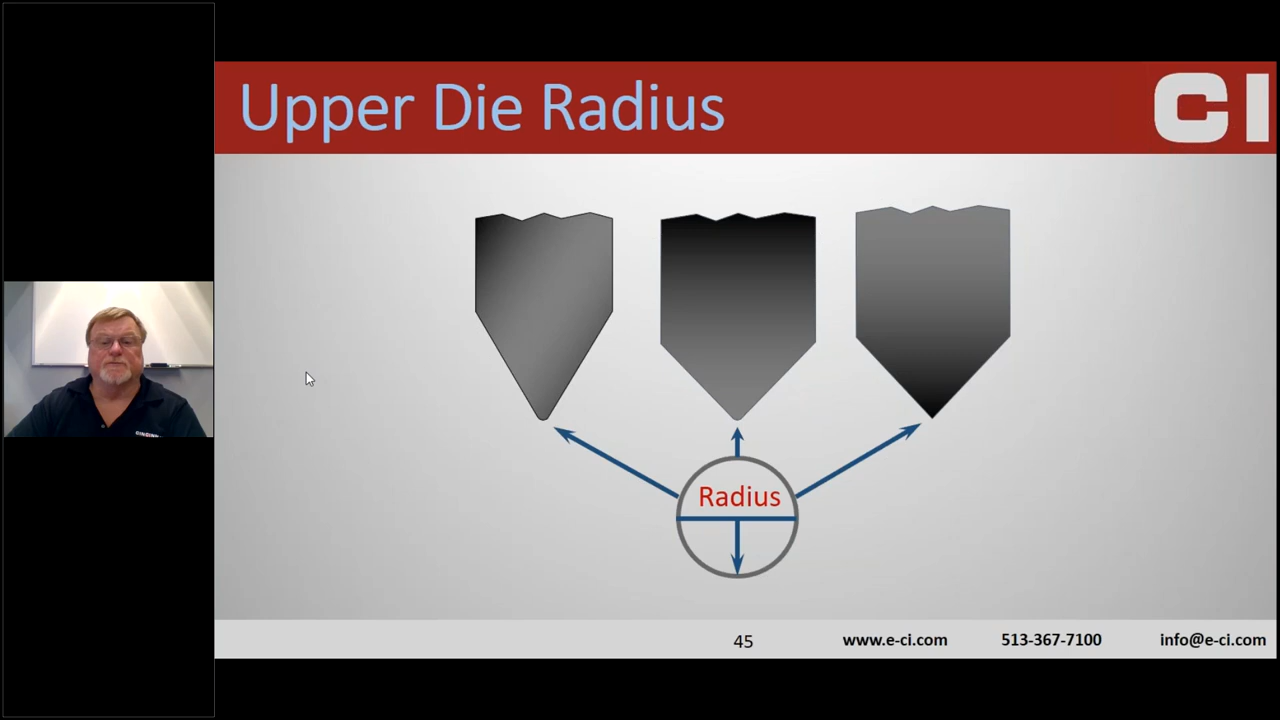 Upper Die Radius
CI
Radius
45
www.e-ci.com
513-367-7100
info@e-ci.com